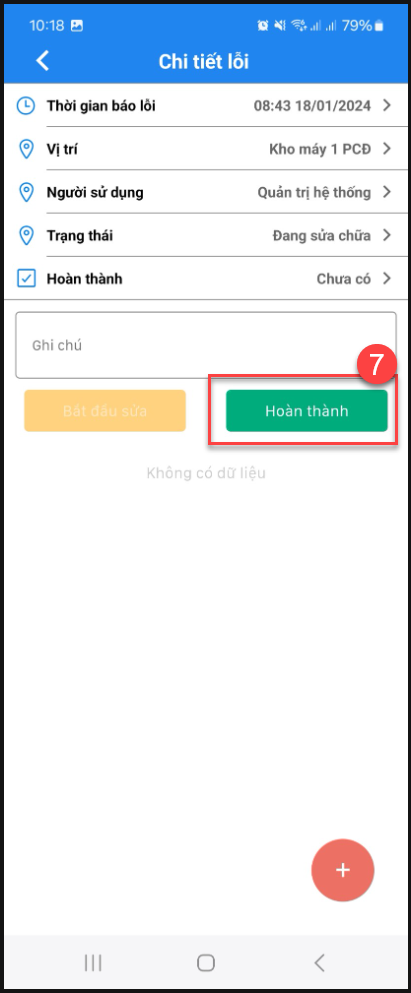 10:18 79%
Chi tiết lỗi
Thời gian báo lỗi 08:43 18/01/2024
Vị trí Kho máy 1 PCĐ
Người sử dụng Quản trị hệ thống
Trạng thái Đang sửa chữa
Hoàn thành Chưa có
Ghi chú
7
Bắt đầu sửa Hoàn thành
Không có dữ liệu
+